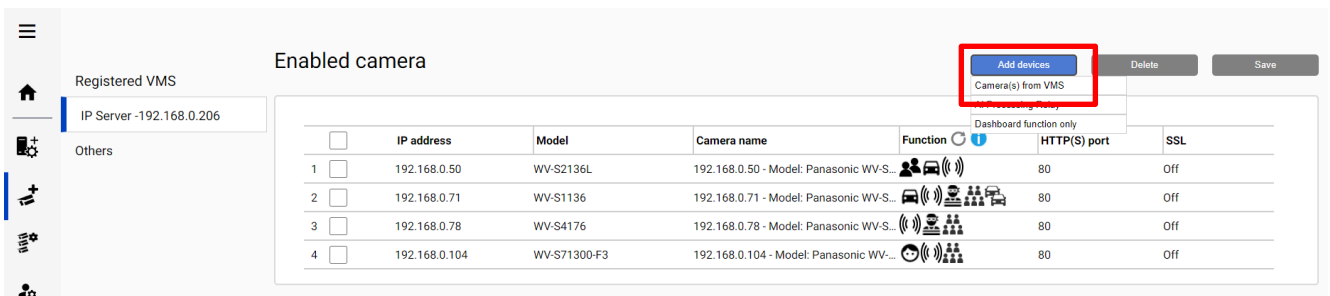 Enabled camera
Add devices
Delete
Save
Registered VMS
Camera(s) from VMS
IP Server -192.168.0.206
AI Processing Relay
Dashboard function only
Others
IP address Model Camera name Function HTTP(S) port SSL
1 192.168.0.50 WV-S2136L 192.168.0.50 - Model: Panasonic WV-S... 80 Off
2 192.168.0.71 WV-S1136 192.168.0.71 - Model: Panasonic WV-S... 80 Off
3 192.168.0.78 WV-S4176 192.168.0.78 - Model: Panasonic WV-S... 80 Off
4 192.168.0.104 WV-S71300-F3 192.168.0.104 - Model: Panasonic WV-... 80 Off